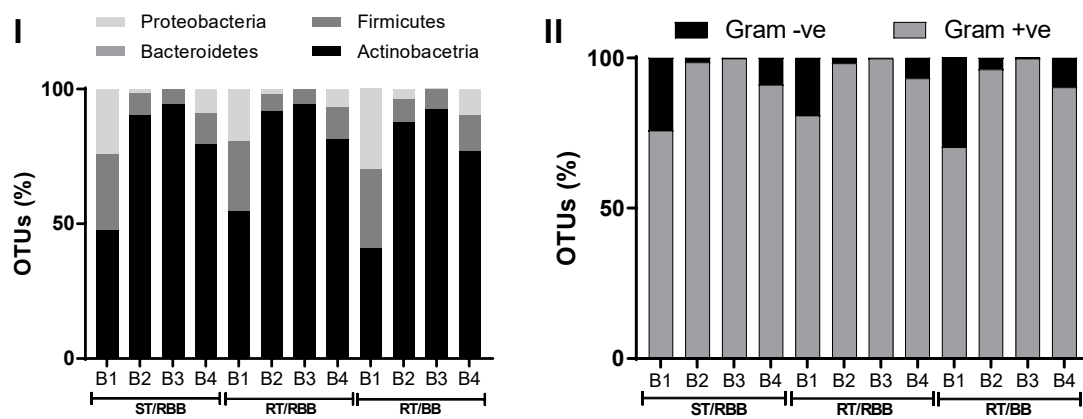 I
Proteobacteria
Firmicutes
Bacteroidetes
Actinobacetria
OTUs (%)
100
50
0
B1 B2 B3 B4 B1 B2 B3 B4 B1 B2 B3 B4
ST/RBB RT/RBB RT/BB
II
Gram -ve
Gram +ve
OTUs (%)
100
50
0
B1 B2 B3 B4 B1 B2 B3 B4 B1 B2 B3 B4
ST/RBB RT/RBB RT/BB